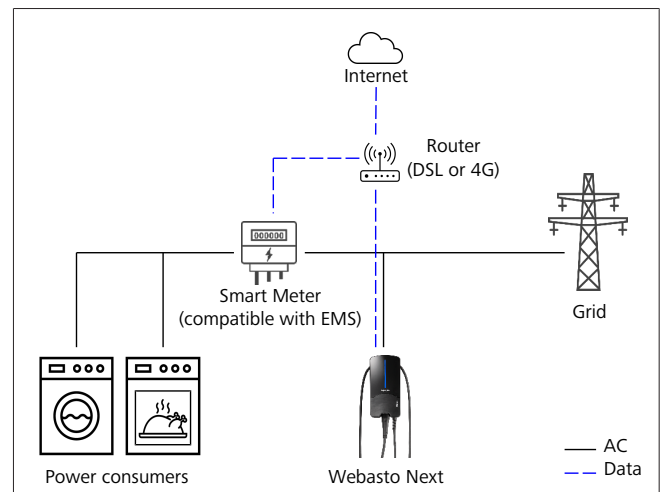 Internet
Router
(DSL or 4G)
000000
Smart Meter
(compatible with EMS)
Grid
Power consumers
Webasto Next
AC
Data